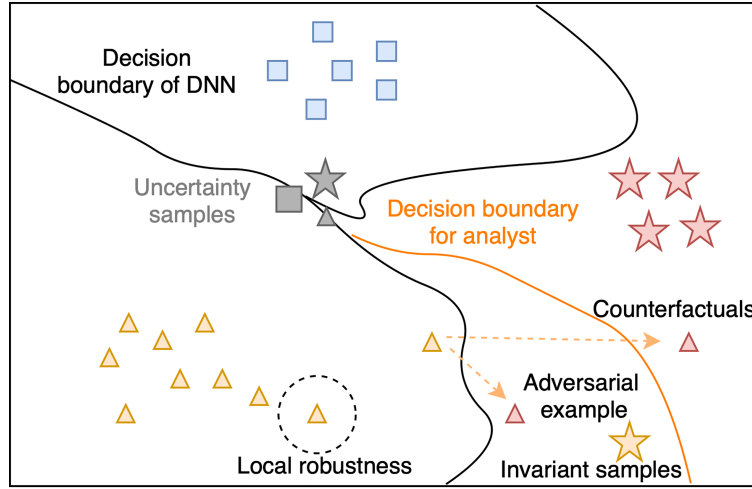 Decision
boundary of DNN
Uncertainty
samples
Decision boundary
for analyst
Counterfactuals
Adversarial
example
Local robustness
Invariant samples